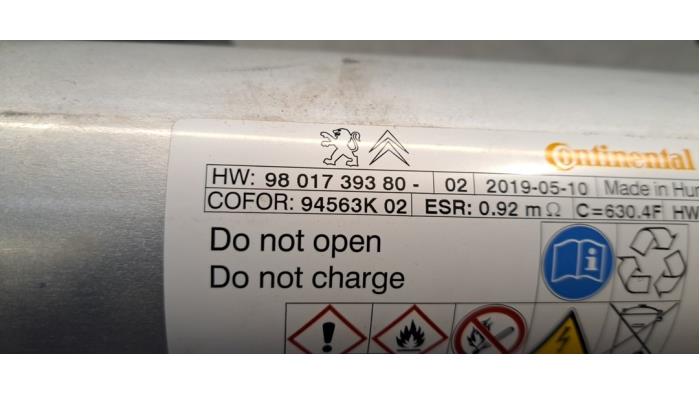 Continental
HW: 98 017 393 80 - 02 2019-05-10 Made in Hun
COFOR: 94563K 02 ESR: 0.92 mΩ C=630.4F HW
Do not open
Do not charge